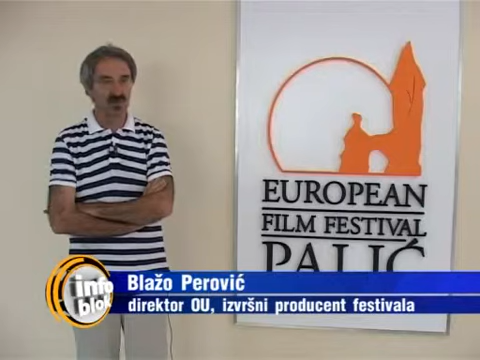 EUROPEAN
FILM FESTIVAL
PALIĆ
info
blok
Blažo Perović
direktor OU, izvršni producent festivala